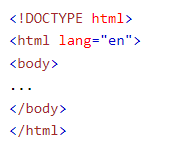 <!DOCTYPE html>
<html lang="en">
<body>
...
</body>
</html>